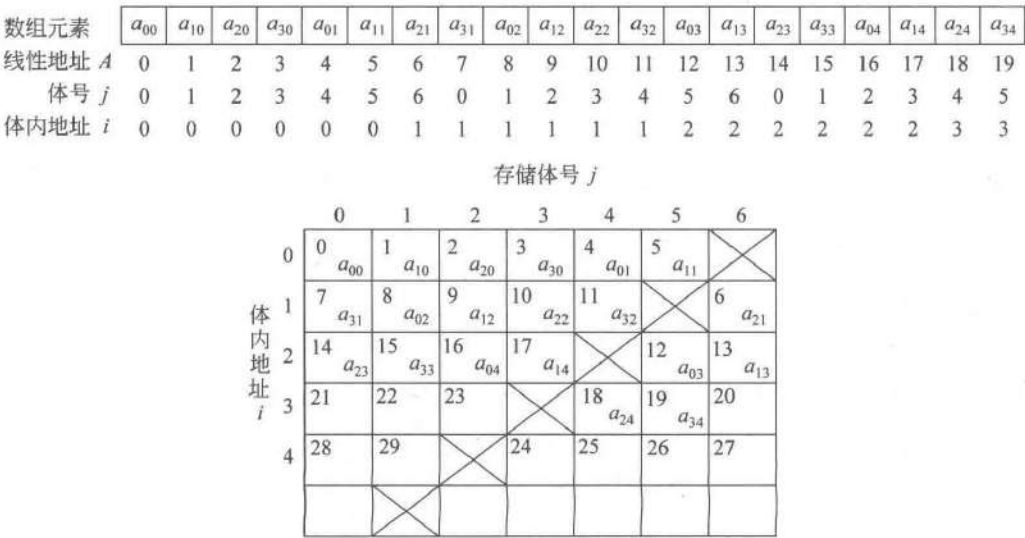 数组元素 a00 a10 a20 a30 a01 a11 a21 a31 a02 a12 a22 a32 a03 a13 a23 a33 a04 a14 a24 a34
线性地址 A 0 1 2 3 4 5 6 7 8 9 10 11 12 13 14 15 16 17 18 19
体号 j 0 1 2 3 4 5 6 0 1 2 3 4 5 6 0 1 2 3 4 5
体内地址 i 0 0 0 0 0 0 1 1 1 1 1 1 2 2 2 2 2 2 3 3
存储体号 j
0 1 2 3 4 5 6
体内地址 i
0 0 a00 1 a10 2 a20 3 a30 4 a01 5 a11
1 7 a31 8 a02 9 a12 10 a22 11 a32 6 a21
2 14 a23 15 a33 16 a04 17 a14 12 a03 13 a13
3 21 22 23 18 a24 19 a34 20
4 28 29 24 25 26 27